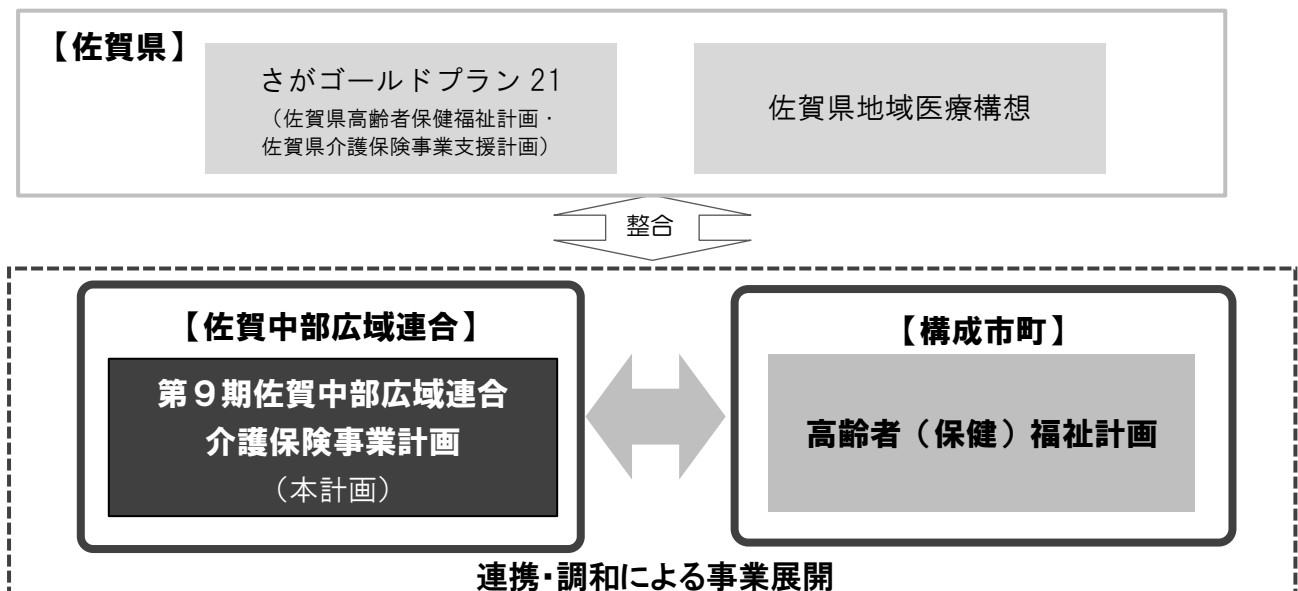 【佐賀県】
さがゴールドプラン 21
（佐賀県高齢者保健福祉計画・
佐賀県介護保険事業支援計画）
佐賀県地域医療構想
整合
【佐賀中部広域連合】
第９期佐賀中部広域連合
介護保険事業計画
（本計画）
【構成市町】
高齢者（保健）福祉計画
連携・調和による事業展開